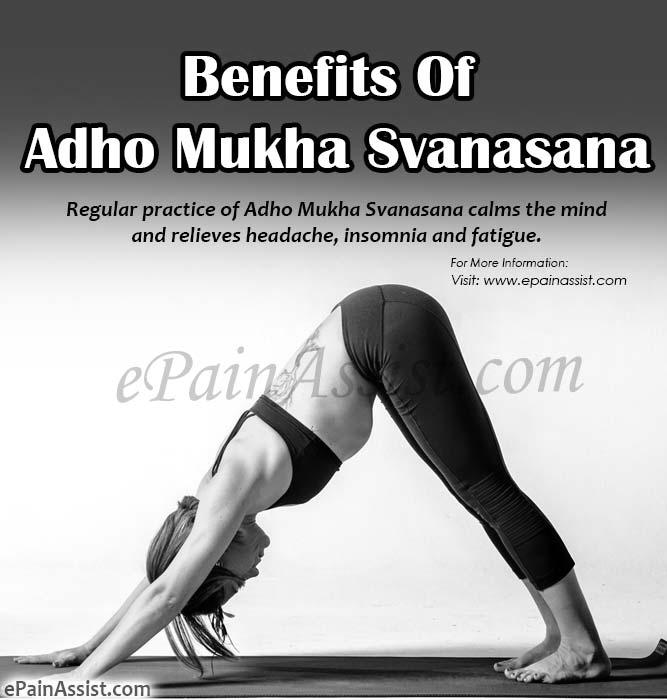 Benefits Of
Adho Mukha Svanasana
Regular practice of Adho Mukha Svanasana calms the mind
and relieves headache, insomnia and fatigue.
For More Information:
Visit: www.epainassist.com
ePainAssist.com
ePainAssist.com